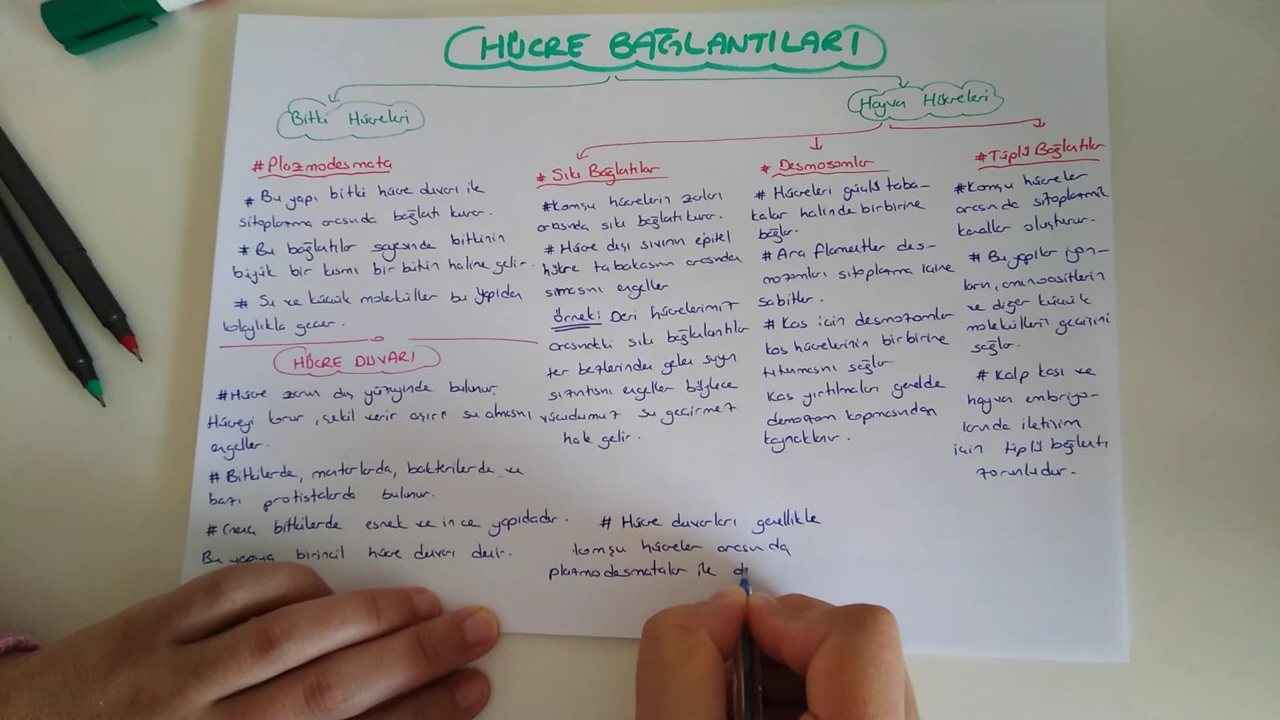 HÜCRE BAĞLANTILARI
Bitki Hücreleri
Hayvan Hücreleri
# Plazmodesmata
# Bu yapı bitki hücre duvarı ile
sitoplazma arasında bağlantı kurar.
# Bu bağlantılar sayesinde bitkinin
büyük bir kısmı bir bütün haline gelir.
# Su ve küçük moleküller bu yapıdan
kolaylıkla geçer.
HÜCRE DUVARI
# Hücre zarının dış yüzeyinde bulunur.
Hücreyi korur, şekil verir aşırı su almasını
engeller.
# Bitkilerde, mantarlarda, bakterilerde ve
bazı protistalarda bulunur.
# Genç bitkilerde esnek ve ince yapıdadır.
Bu yapıya birincil hücre duvarı denir.
# Sıkı Bağlantılar
# Komşu hücrelerin zarları
arasında sıkı bağlantı kurar.
# Hücre dışı sıvının epitel
hücre tabakasının arasından
sızmasını engeller
Örnek: Deri hücrelerimiz
arasındaki sıkı bağlantılar
ter bezlerinden gelen suyun
sızıntısını engeller böylece
vücudumuz su geçirmez
hale gelir.
# Desmozomlar
# Hücreleri güçlü taba-
kalar halinde birbirine
bağlar.
# Ara flamentler des-
mozomları sitoplazma içine
sabitler.
# Kas için desmozomlar
kas hücrelerinin birbirine
tutunmasını sağlar
Kas yırtılmaları genelde
demozom kopmasından
kaynaklanır.
# Tüplü Bağlantılar
# Komşu hücreler
arasında sitoplazmik
kanallar oluşturur.
# Bu yapılar iyon-
ların, aminoasitlerin
ve diğer küçük
moleküllerin geçişini
sağlar.
# Kalp kası ve
hayvan embriyo-
larında iletişim
için tüplü bağlantı
zorunludur.
# Hücre duvarları genellikle
komşu hücreler arasında
plazmodesmatalar ile